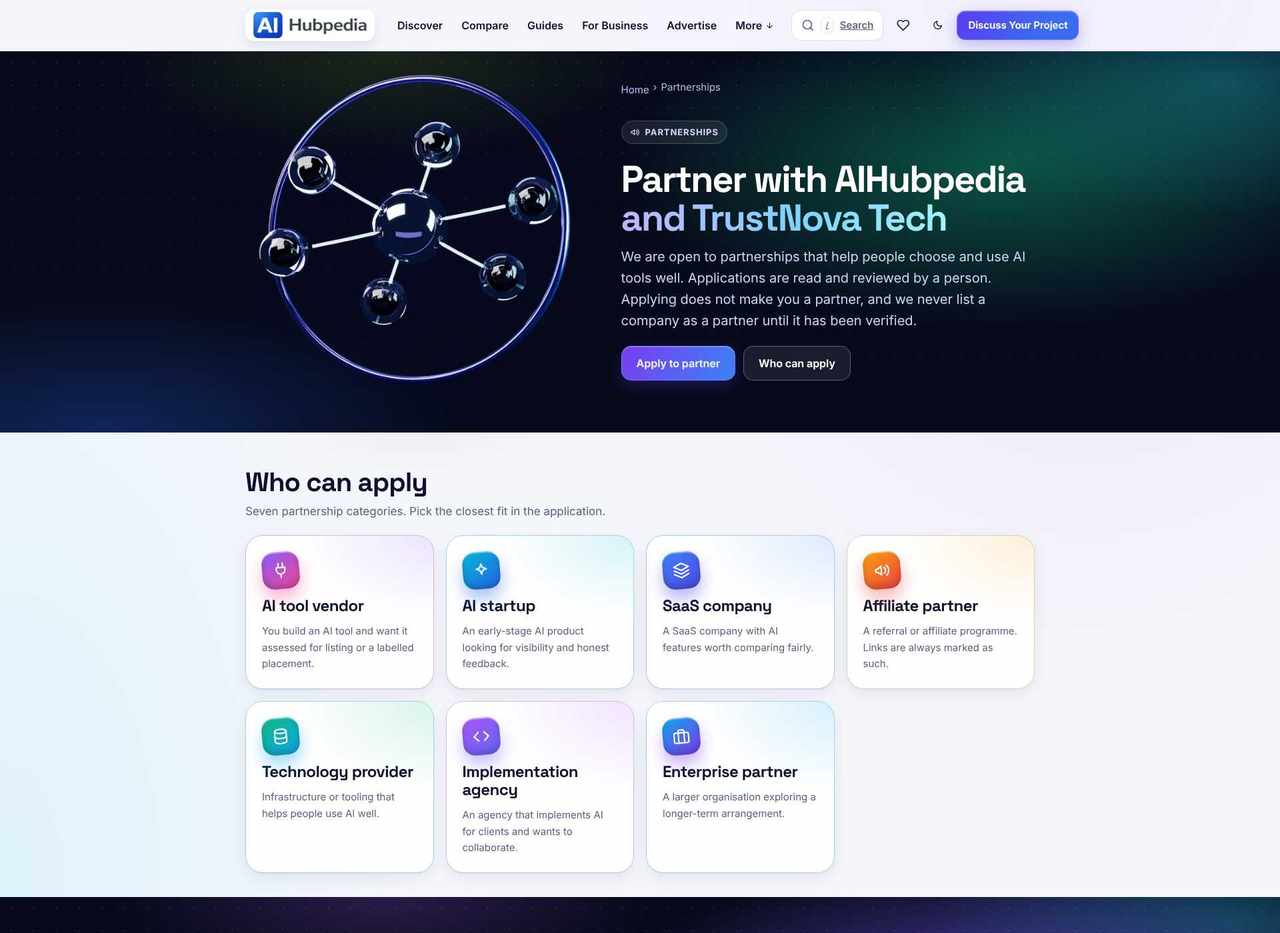 AI Hubpedia
Discover Compare Guides For Business Advertise More ↓ / Search Discuss Your Project
Home › Partnerships
PARTNERSHIPS
Partner with AIHubpedia
and TrustNova Tech
We are open to partnerships that help people choose and use AI
tools well. Applications are read and reviewed by a person.
Applying does not make you a partner, and we never list a
company as a partner until it has been verified.
Apply to partner Who can apply
Who can apply
Seven partnership categories. Pick the closest fit in the application.
AI tool vendor
You build an AI tool and want it
assessed for listing or a labelled
placement.
AI startup
An early-stage AI product
looking for visibility and honest
feedback.
SaaS company
A SaaS company with AI
features worth comparing fairly.
Affiliate partner
A referral or affiliate programme.
Links are always marked as
such.
Technology provider
Infrastructure or tooling that
helps people use AI well.
Implementation
agency
An agency that implements AI
for clients and wants to
collaborate.
Enterprise partner
A larger organisation exploring a
longer-term arrangement.